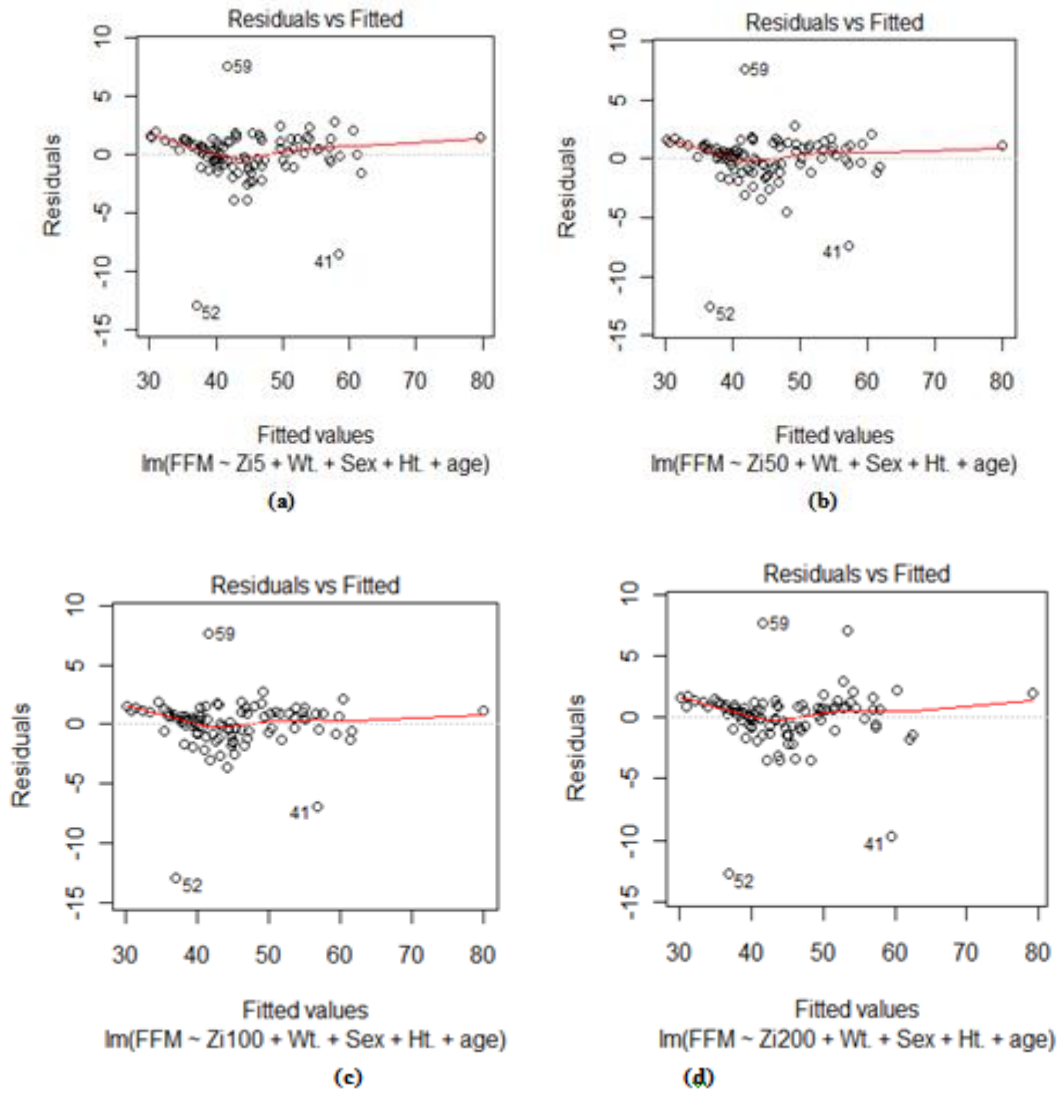 Residuals vs Fitted
Residuals
10
5
0
-5
-10
-15
59
41
52
30 40 50 60 70 80
Fitted values
lm(FFM ~ Zi5 + Wt. + Sex + Ht. + age)
(a)
Residuals vs Fitted
Residuals
10
5
0
-5
-10
-15
59
41
52
30 40 50 60 70 80
Fitted values
lm(FFM ~ Zi50 + Wt. + Sex + Ht. + age)
(b)
Residuals vs Fitted
Residuals
10
5
0
-5
-10
-15
59
41
52
30 40 50 60 70 80
Fitted values
lm(FFM ~ Zi100 + Wt. + Sex + Ht. + age)
(c)
Residuals vs Fitted
Residuals
10
5
0
-5
-10
-15
59
41
52
30 40 50 60 70 80
Fitted values
lm(FFM ~ Zi200 + Wt. + Sex + Ht. + age)
(d)